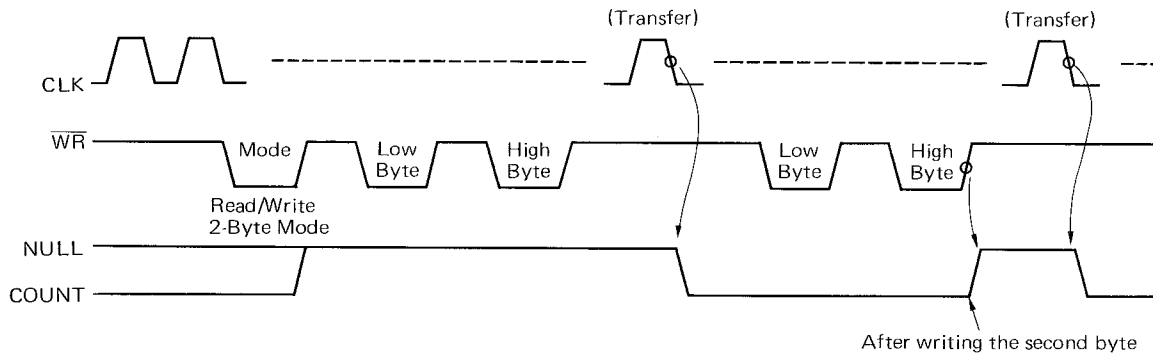 (Transfer)
(Transfer)
CLK
WR
Mode
Low
Byte
High
Byte
Low
Byte
High
Byte
Read/Write
2-Byte Mode
NULL
COUNT
After writing the second byte